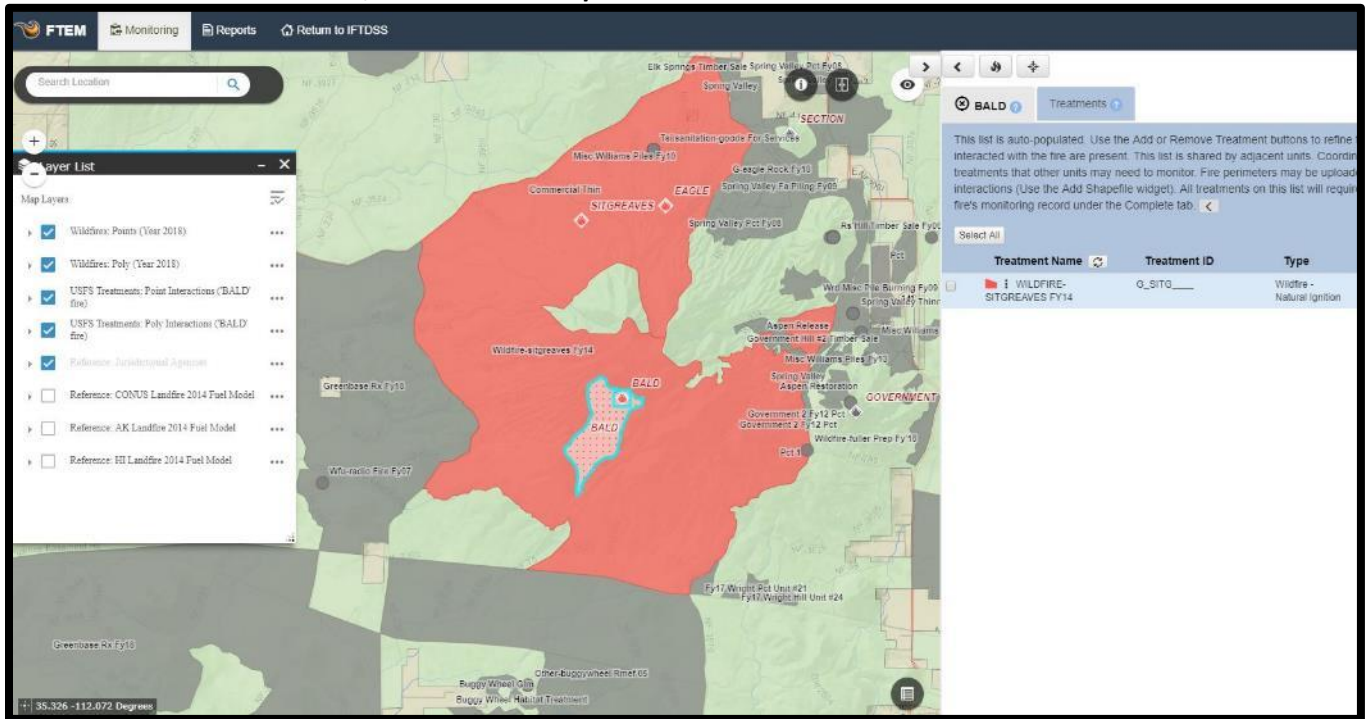 FTEM Monitoring Reports Return to IFTDSS
Search Location
Layer List
Map Layers:
Wildfires: Points (Year 2018)
Wildfires: Poly (Year 2018)
USFS Treatments: Point Interactions ('BALD'
fire)
USFS Treatments: Poly Interactions ('BALD'
fire)
Reference: Jurisdictional Agencies
Reference: CONUS Landfire 2014 Fuel Model
Reference: AK Landfire 2014 Fuel Model
Reference: HI Landfire 2014 Fuel Model
Elk Springs Timber Sale Spring Valley Pct Fy08
Spring Valley
SECTION
Teisenitation-goods For Services
Misc Williams Piles Fy10
G-eagle Rock Fy10
Commercial Thin
EAGLE
Spring Valley Fa Piling Fy09
SITGREAVES
Spring Valley Pct Fy08
Rs Hill Timber Sale Fy0
Pct
Wrd Misc Pile Burning Fy09
Spring Valley Thinn
Aspen Release
Misc Williams
Government Hill #2 Timber Sale
Wildfire-sitgreaves Fy14
Misc Williams Piles Fy10
Spring Valley
Greenbase Rx Fy18
BALD
Aspen Restoration
GOVERNMENT
BALD
Government 2 Fy12 Pct
Government 2 Fy12 Pct
Wildfire-fuller Prep Fy10
Pct 1
Wfu-radio Fire Fy07
Fy17 Wright Pct Unit #21
Fy17 Wright Hill Unit #24
Greenbase Rx Fy18
Other-buggywheel Rmef 05
Buggy Wheel Gim
Buggy Wheel Habitat Treatment
35.326 -112.072 Degrees
BALD Treatments
This list is auto-populated. Use the Add or Remove Treatment buttons to refine
interacted with the fire are present. This list is shared by adjacent units. Coordin
treatments that other units may need to monitor. Fire perimeters may be uploade
interactions (Use the Add Shapefile widget). All treatments on this list will require
fire's monitoring record under the Complete tab.
Select All
Treatment Name Treatment ID Type
WILDFIRE- G_SITG____ Wildfire -
SITGREAVES FY14 Natural Ignition